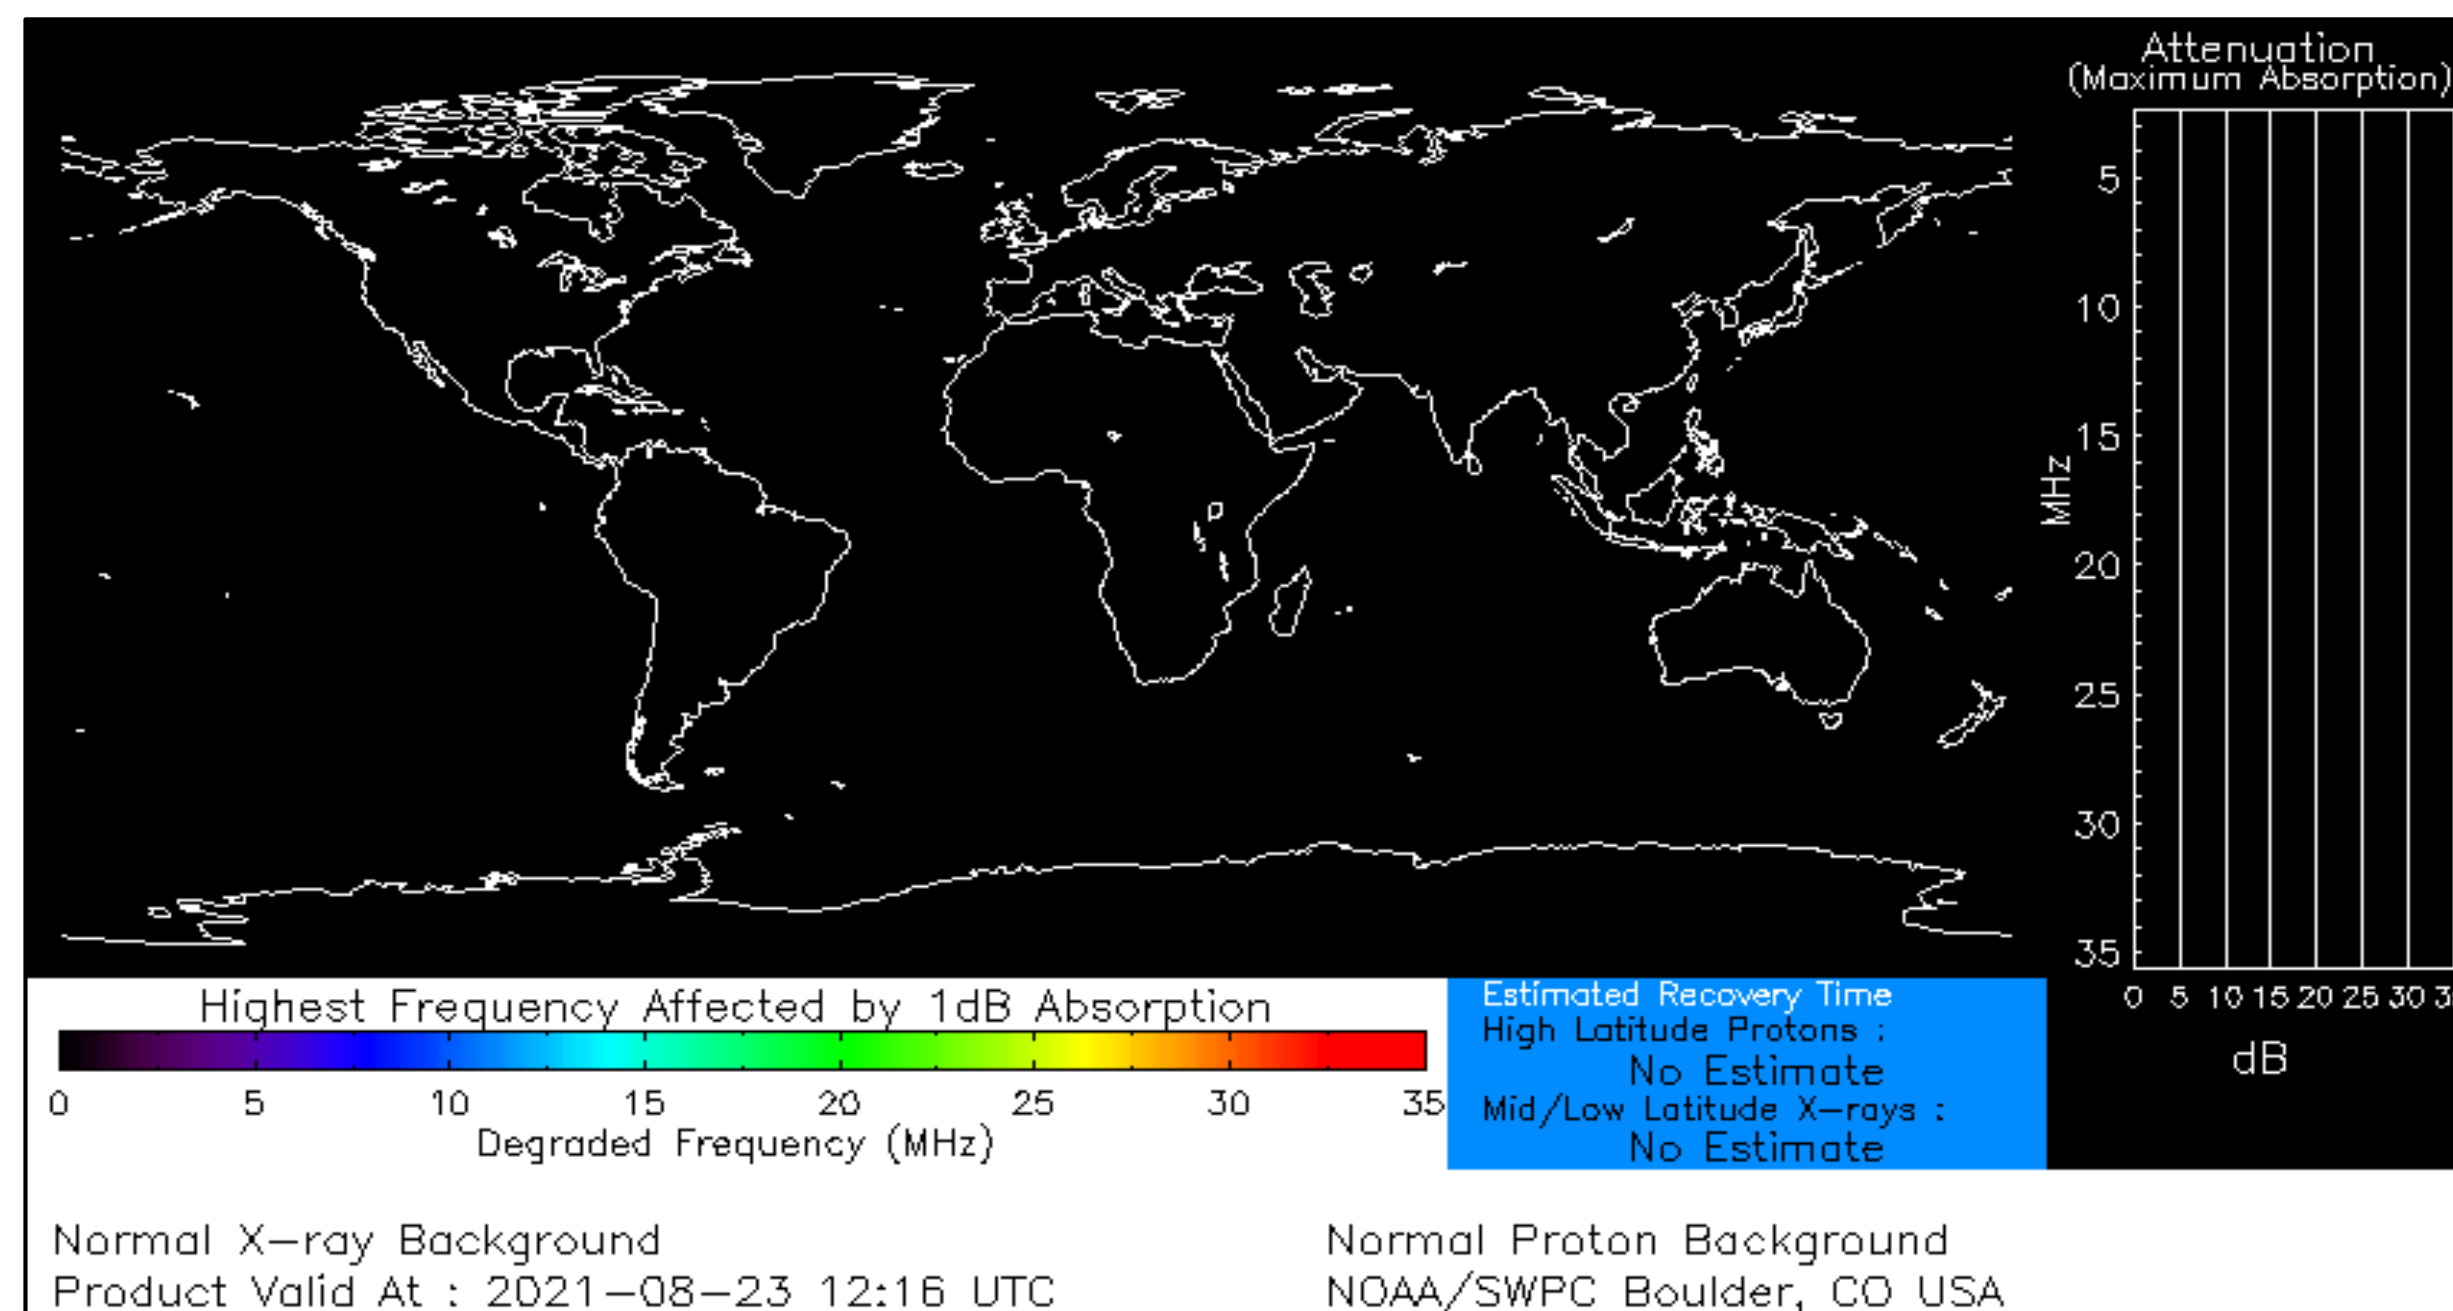 Attenuation
(Maximum Absorption)
5
10
15
20
25
30
35
MHz
0 5 10 15 20 25 30
dB
Highest Frequency Affected by 1dB Absorption
0 5 10 15 20 25 30 35
Degraded Frequency (MHz)
Estimated Recovery Time
High Latitude Protons :
No Estimate
Mid/Low Latitude X-rays :
No Estimate
Normal X-ray Background
Product Valid At : 2021-08-23 12:16 UTC
Normal Proton Background
NOAA/SWPC Boulder, CO USA